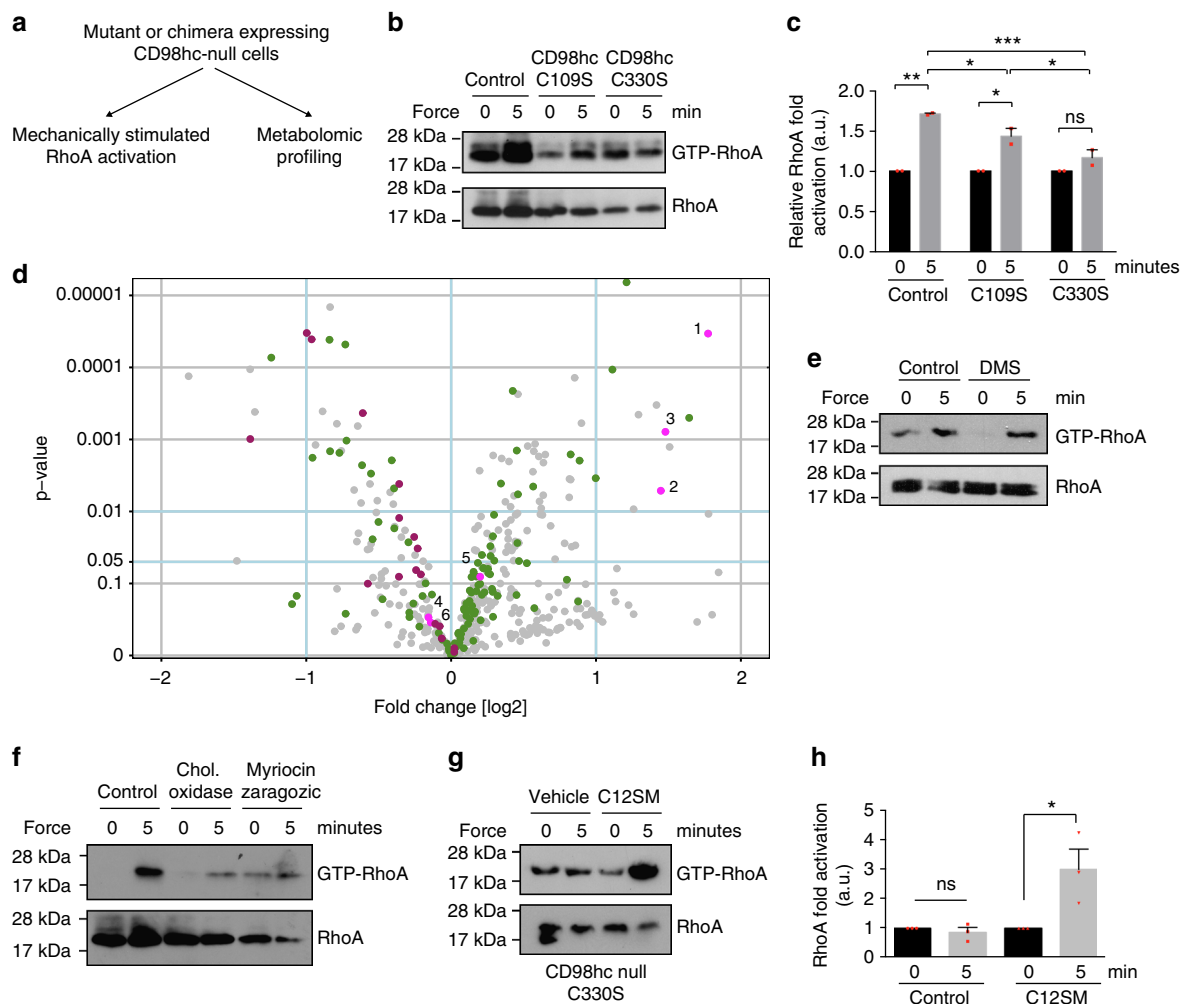 a
Mutant or chimera expressing
CD98hc-null cells
Mechanically stimulated
RhoA activation
Metabolomic
profiling
b
Control CD98hc C109S CD98hc C330S
Force 0 5 0 5 0 5 min
28 kDa
17 kDa
GTP-RhoA
28 kDa
17 kDa
RhoA
c
***
* *
** * ns
Relative RhoA fold
activation (a.u.)
2.0
1.5
1.0
0.5
0.0
0 5 0 5 0 5 minutes
Control C109S C330S
d
p-value
0.00001
0.0001
0.001
0.01
0.05
0.1
0
1
3
2
5
4
6
−2 −1 0 1 2
Fold change [log2]
e
Control DMS
Force 0 5 0 5 min
28 kDa
17 kDa
GTP-RhoA
28 kDa
17 kDa
RhoA
f
Control Chol. oxidase Myriocin zaragozic
Force 0 5 0 5 0 5 minutes
28 kDa
17 kDa
GTP-RhoA
28 kDa
17 kDa
RhoA
g
Vehicle C12SM
Force 0 5 0 5 minutes
28 kDa
17 kDa
GTP-RhoA
28 kDa
17 kDa
RhoA
CD98hc null
C330S
h
RhoA fold activation
(a.u.)
5
4
3
2
1
0
ns *
0 5 0 5 min
Control C12SM